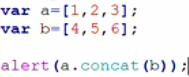 var a=[1,2,3];
var b=[4,5,6];
alert(a.concat(b));